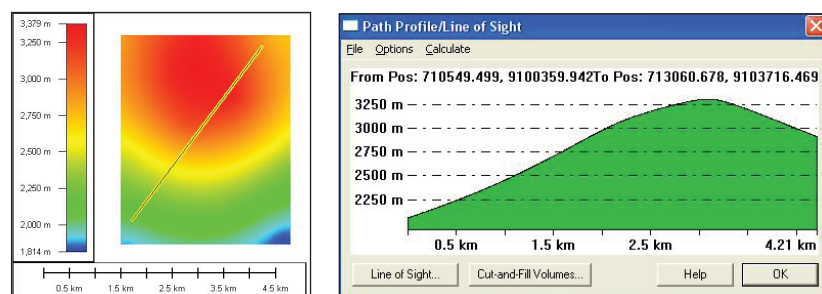 3,379 m
3,250 m
3,000 m
2,750 m
2,500 m
2,250 m
2,000 m
1,814 m
0.5 km 1.5 km 2.5 km 3.5 km 4.5 km
Path Profile/Line of Sight
File Options Calculate
From Pos: 710549.499, 9100359.942To Pos: 713060.678, 9103716.469
3250 m
3000 m
2750 m
2500 m
2250 m
0.5 km 1.5 km 2.5 km 4.21 km
Line of Sight... Cut-and-Fill Volumes... Help OK